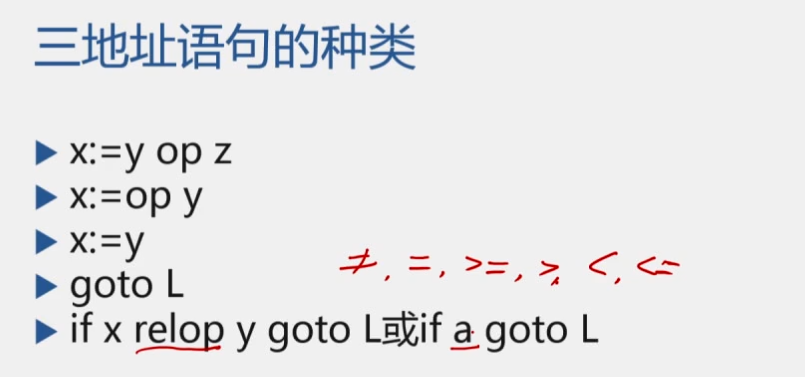 三地址语句的种类
x:=y op z
x:=op y
x:=y
≠, =, >=, >, <, <=
goto L
if x relop y goto L或if a goto L